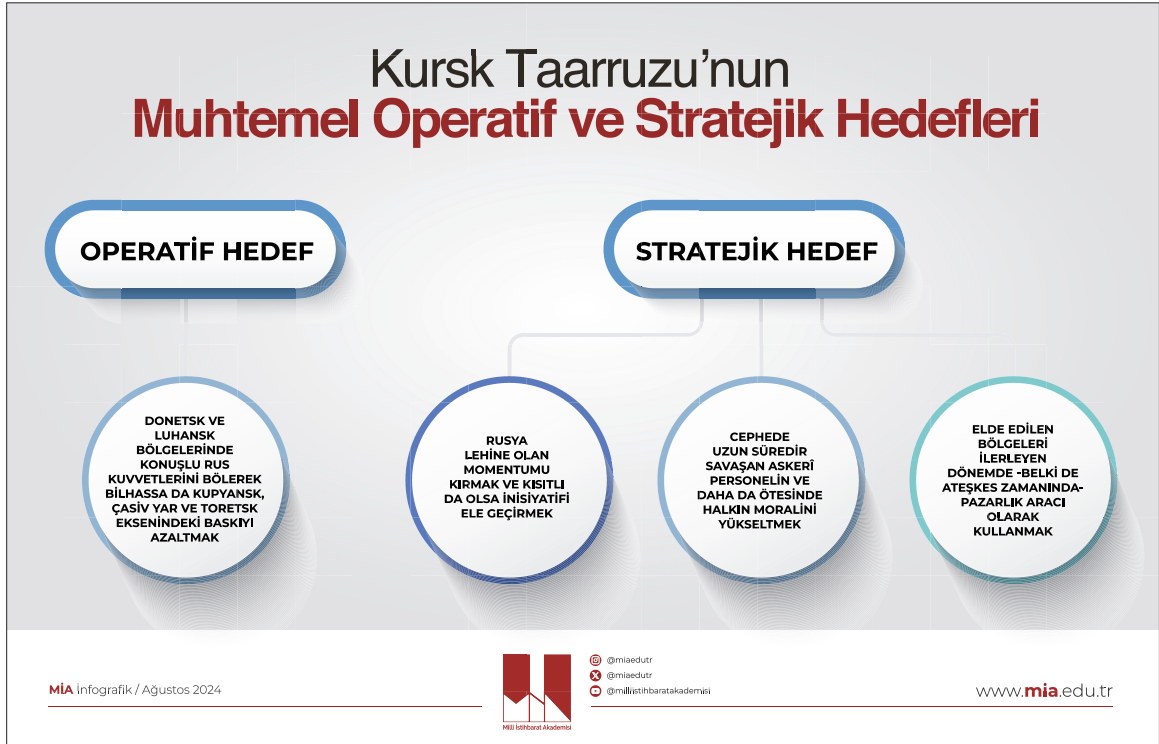 Kursk Taarruzu’nun
Muhtemel Operatif ve Stratejik Hedefleri
OPERATİF HEDEF
STRATEJİK HEDEF
DONETSK VE
LUHANSK
BÖLGELERİNDE
KONUŞLU RUS
KUVVETLERİNİ BÖLEREK
BİLHASSA DA KUPYANSK,
ÇASİV YAR VE TORETSK
EKSENİNDEKİ BASKIYI
AZALTMAK
RUSYA
LEHİNE OLAN
MOMENTUMU
KIRMAK VE KISITLI
DA OLSA İNİSİYATİFİ
ELE GEÇİRMEK
CEPHEDE
UZUN SÜREDİR
SAVAŞAN ASKERÎ
PERSONELİN VE
DAHA DA ÖTESİNDE
HALKIN MORALİNİ
YÜKSELTMEK
ELDE EDİLEN
BÖLGELERİ
İLERLEYEN
DÖNEMDE -BELKİ DE
ATEŞKES ZAMANINDA-
PAZARLIK ARACI
OLARAK
KULLANMAK
MİA İnfografik / Ağustos 2024
Milli İstihbarat Akademisi
@miaedutr
@miaedutr
@milliistihbaratakademisi
www.mia.edu.tr